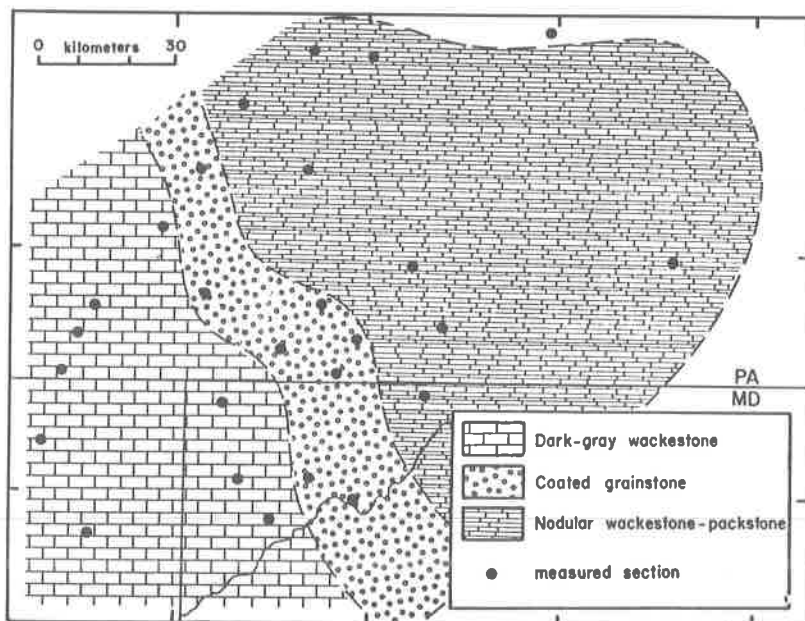 0 kilometers 30
PA
MD
Dark-gray wackestone
Coated grainstone
Nodular wackestone-packstone
measured section